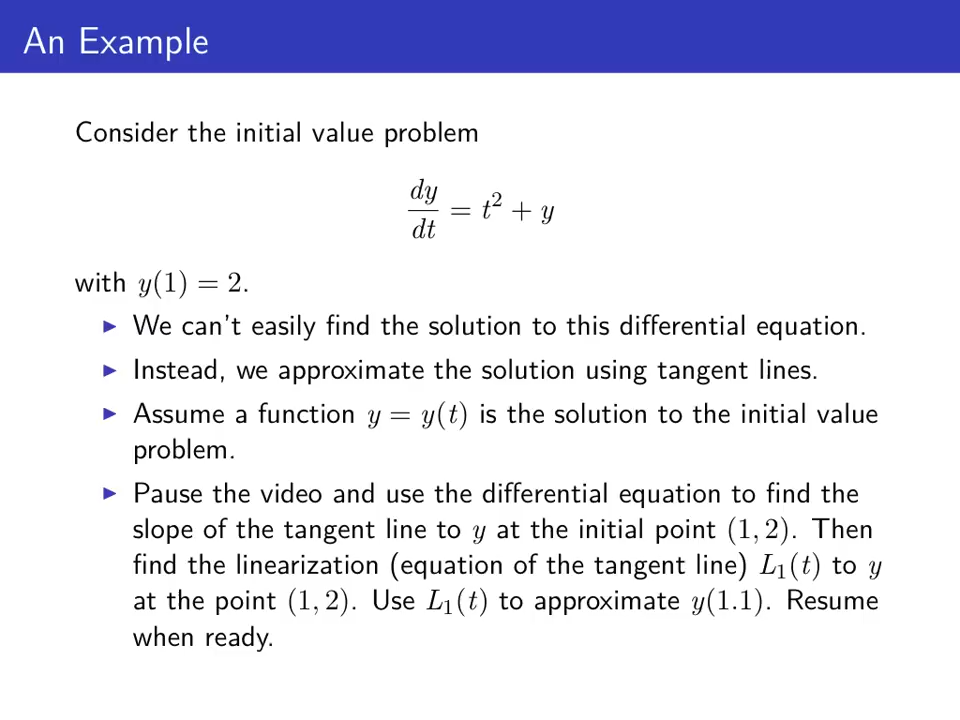 An Example
Consider the initial value problem
dy/dt = t² + y
with y(1) = 2.
▶ We can't easily find the solution to this differential equation.
▶ Instead, we approximate the solution using tangent lines.
▶ Assume a function y = y(t) is the solution to the initial value
problem.
▶ Pause the video and use the differential equation to find the
slope of the tangent line to y at the initial point (1, 2). Then
find the linearization (equation of the tangent line) L₁(t) to y
at the point (1, 2). Use L₁(t) to approximate y(1.1). Resume
when ready.